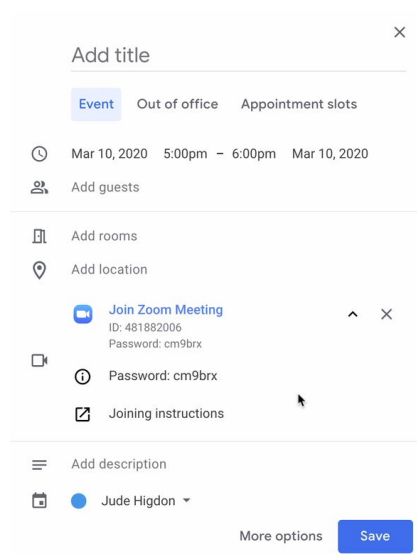 Add title
Event Out of office Appointment slots
Mar 10, 2020 5:00pm – 6:00pm Mar 10, 2020
Add guests
Add rooms
Add location
Join Zoom Meeting
ID: 481882006
Password: cm9brx
Password: cm9brx
Joining instructions
Add description
Jude Higdon
More options Save